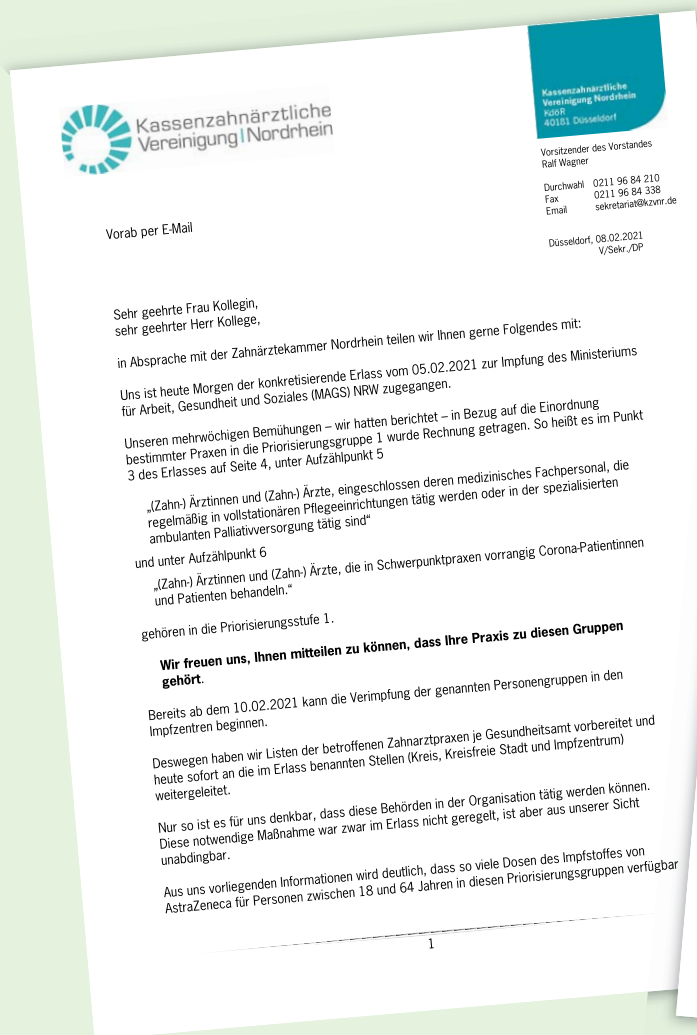 Kassenzahnärztliche
Vereinigung Nordrhein
Kassenzahnärztliche
Vereinigung Nordrhein
KdöR
40181 Düsseldorf
Vorsitzender des Vorstandes
Ralf Wagner
Durchwahl 0211 96 84 210
Fax 0211 96 84 338
Email sekretariat@kzvnr.de
Vorab per E-Mail
Düsseldorf, 08.02.2021
V/Sekr./DP
Sehr geehrte Frau Kollegin,
sehr geehrter Herr Kollege,
in Absprache mit der Zahnärztekammer Nordrhein teilen wir Ihnen gerne Folgendes mit:
Uns ist heute Morgen der konkretisierende Erlass vom 05.02.2021 zur Impfung des Ministeriums
für Arbeit, Gesundheit und Soziales (MAGS) NRW zugegangen.
Unseren mehrwöchigen Bemühungen – wir hatten berichtet – in Bezug auf die Einordnung
bestimmter Praxen in die Priorisierungsgruppe 1 wurde Rechnung getragen. So heißt es im Punkt
3 des Erlasses auf Seite 4, unter Aufzählpunkt 5
„(Zahn-) Ärztinnen und (Zahn-) Ärzte, eingeschlossen deren medizinisches Fachpersonal, die
regelmäßig in vollstationären Pflegeeinrichtungen tätig werden oder in der spezialisierten
ambulanten Palliativversorgung tätig sind“
und unter Aufzählpunkt 6
„(Zahn-) Ärztinnen und (Zahn-) Ärzte, die in Schwerpunktpraxen vorrangig Corona-Patientinnen
und Patienten behandeln.“
gehören in die Priorisierungsstufe 1.
Wir freuen uns, Ihnen mitteilen zu können, dass Ihre Praxis zu diesen Gruppen
gehört.
Bereits ab dem 10.02.2021 kann die Verimpfung der genannten Personengruppen in den
Impfzentren beginnen.
Deswegen haben wir Listen der betroffenen Zahnarztpraxen je Gesundheitsamt vorbereitet und
heute sofort an die im Erlass benannten Stellen (Kreis, Kreisfreie Stadt und Impfzentrum)
weitergeleitet.
Nur so ist es für uns denkbar, dass diese Behörden in der Organisation tätig werden können.
Diese notwendige Maßnahme war zwar im Erlass nicht geregelt, ist aber aus unserer Sicht
unabdingbar.
Aus uns vorliegenden Informationen wird deutlich, dass so viele Dosen des Impfstoffes von
AstraZeneca für Personen zwischen 18 und 64 Jahren in diesen Priorisierungsgruppen verfügbar
1